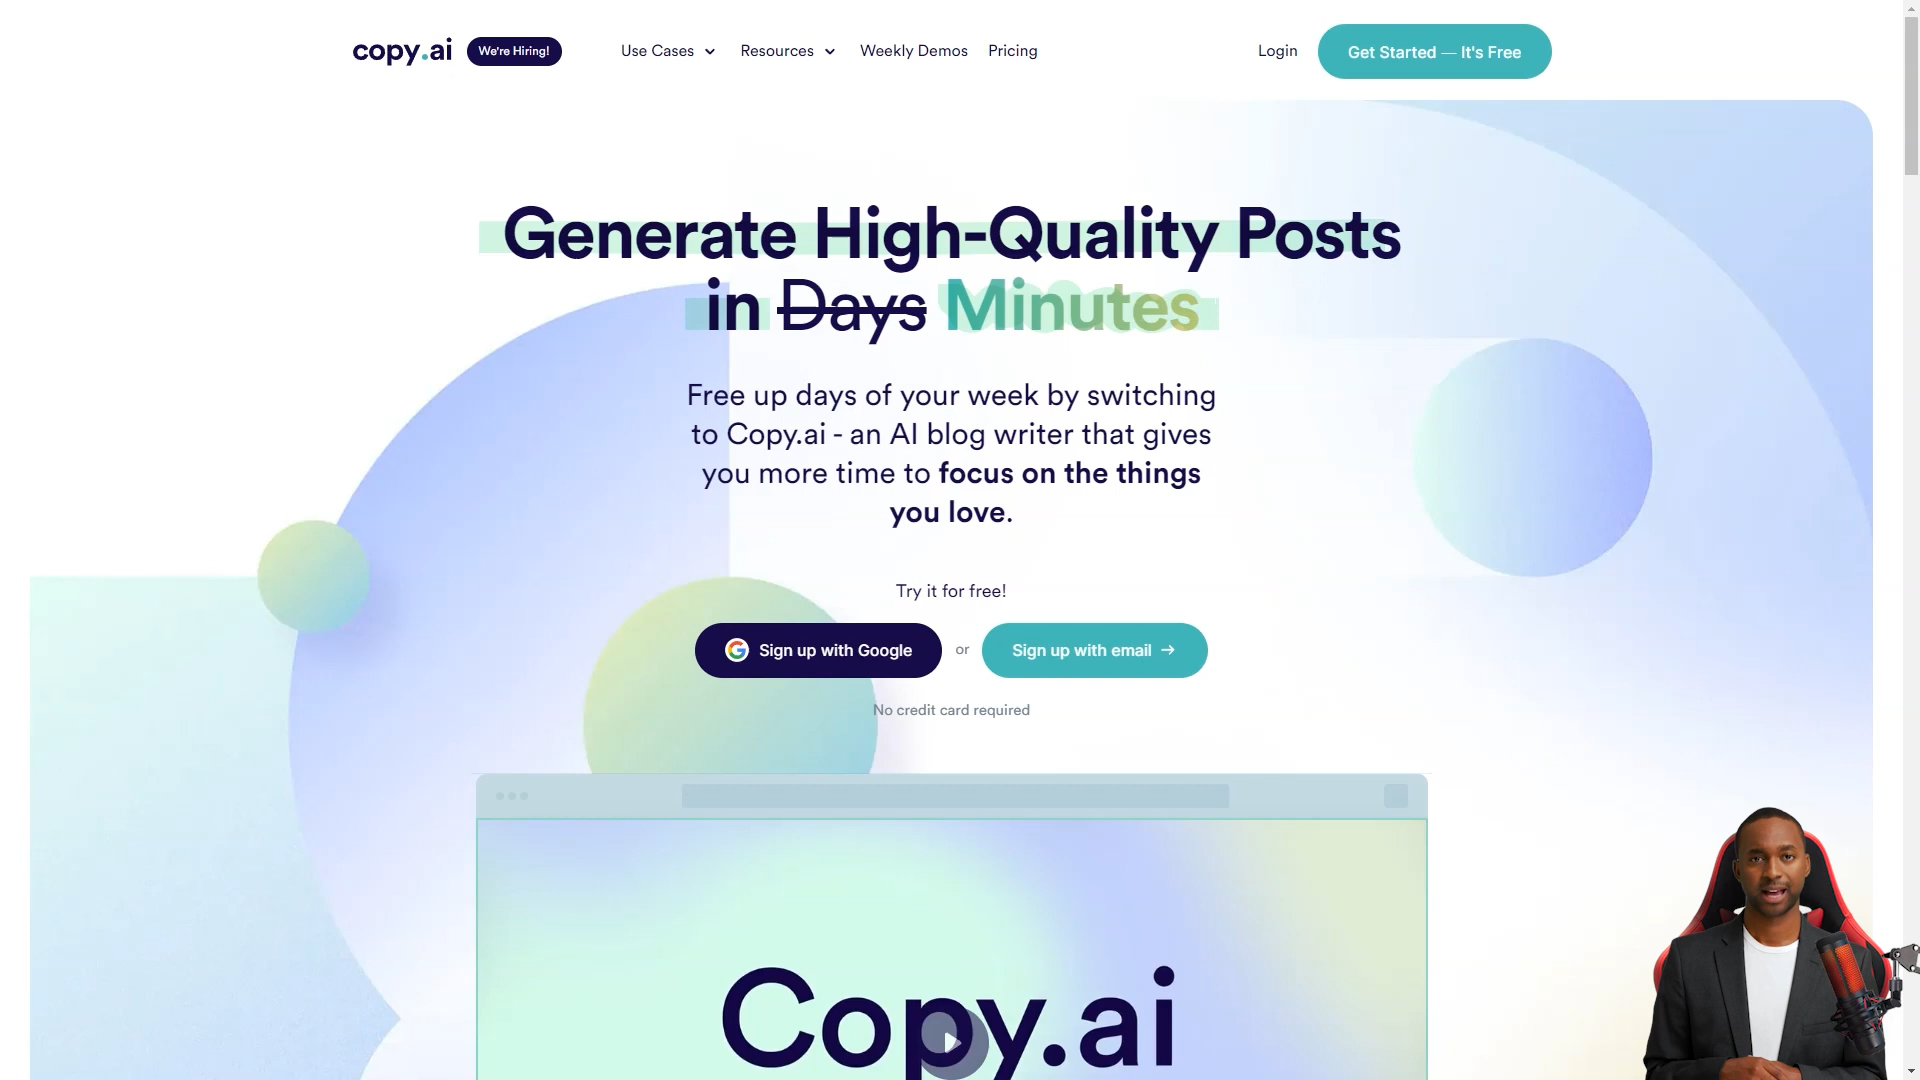 copy.ai
We're Hiring!
Use Cases
Resources
Weekly Demos
Pricing
Login
Get Started — It's Free
Generate High-Quality Posts
in Days Minutes
Free up days of your week by switching
to Copy.ai - an AI blog writer that gives
you more time to focus on the things
you love.
Try it for free!
Sign up with Google
or
Sign up with email →
No credit card required
Copy.ai